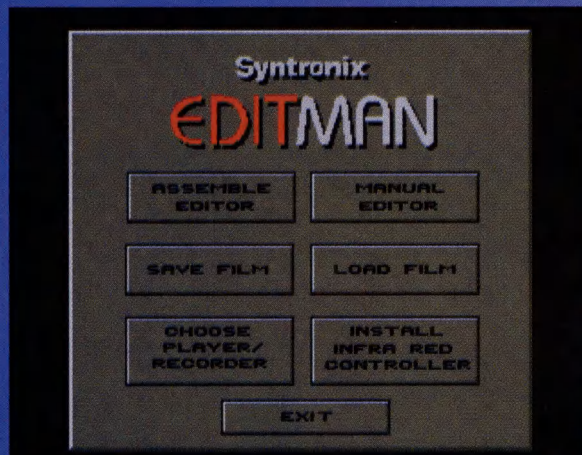 Syntronix
EDITMAN
ASSEMBLE
EDITOR
MANUAL
EDITOR
SAVE FILM
LOAD FILM
CHOOSE
PLAYER/
RECORDER
INSTALL
INFRA RED
CONTROLLER
EXIT